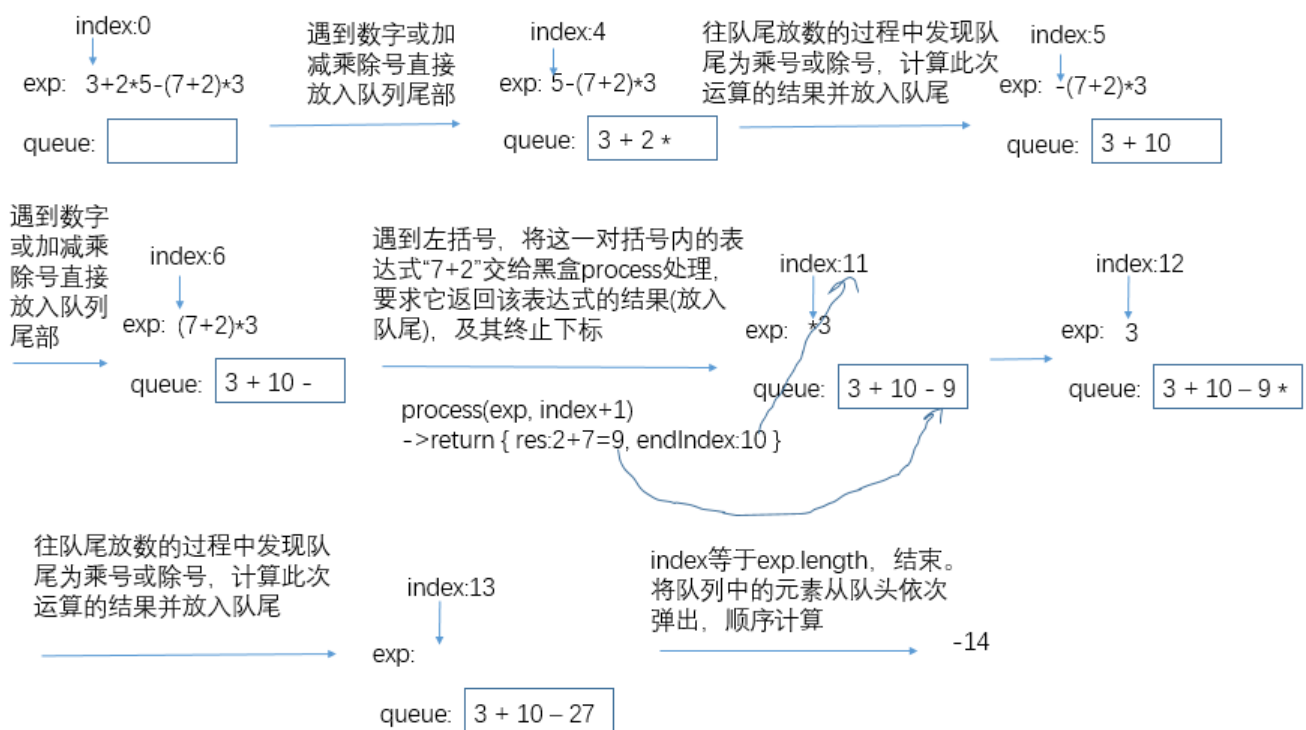 index:0
exp: 3+2*5-(7+2)*3
queue:
遇到数字或加
减乘除号直接
放入队列尾部
index:4
exp: 5-(7+2)*3
queue: 3 + 2 *
往队尾放数的过程中发现队
尾为乘号或除号，计算此次
运算的结果并放入队尾
index:5
exp: -(7+2)*3
queue: 3 + 10
遇到数字
或加减乘
除号直接
放入队列
尾部
index:6
exp: (7+2)*3
queue: 3 + 10 -
遇到左括号，将这一对括号内的表
达式“7+2”交给黑盒process处理，
要求它返回该表达式的结果(放入
队尾)，及其终止下标
process(exp, index+1)
->return { res:2+7=9, endIndex:10 }
index:11
exp: *3
queue: 3 + 10 - 9
index:12
exp: 3
queue: 3 + 10 – 9 *
往队尾放数的过程中发现队
尾为乘号或除号，计算此次
运算的结果并放入队尾
index:13
exp:
queue: 3 + 10 – 27
index等于exp.length，结束。
将队列中的元素从队头依次
弹出，顺序计算
-14